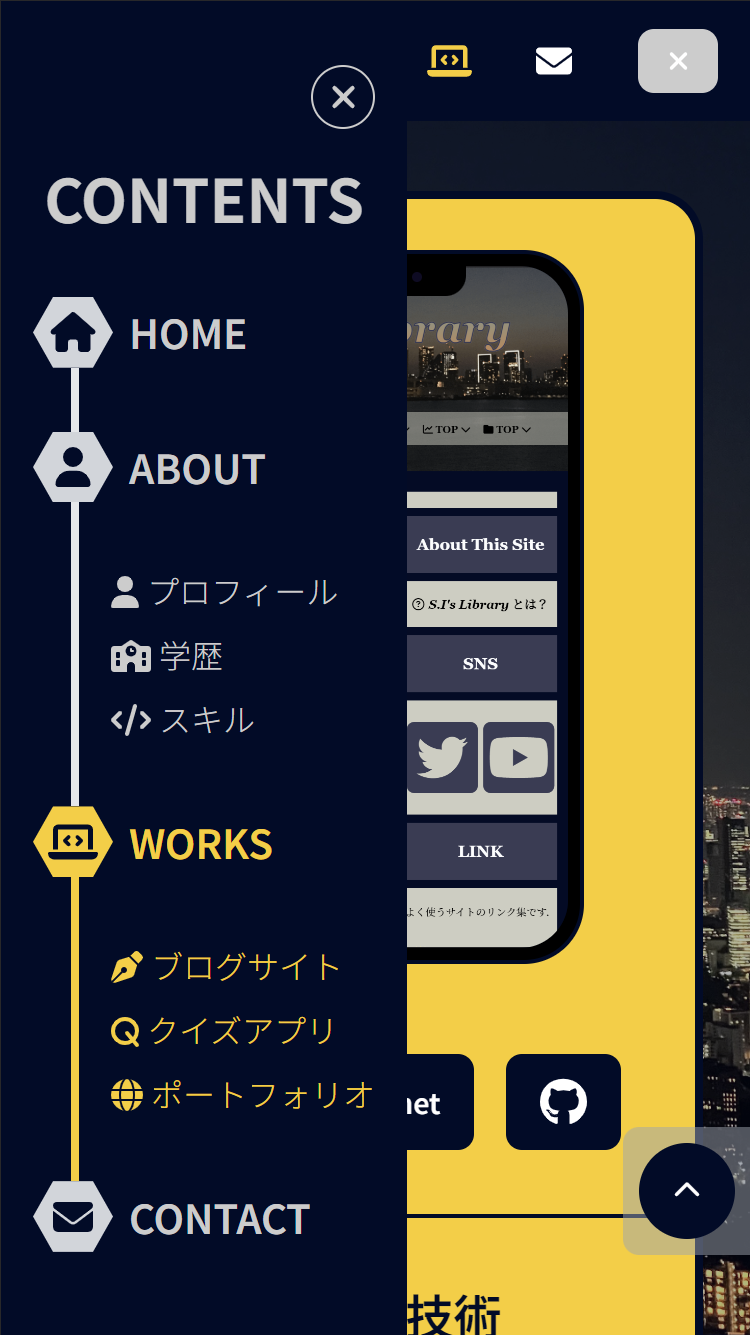 CONTENTS
HOME
ABOUT
プロフィール
学歴
スキル
WORKS
ブログサイト
クイズアプリ
ポートフォリオ
CONTACT
brary
TOP TOP
About This Site
S.I's Library とは？
SNS
LINK
よく使うサイトのリンク集です.
net
技術